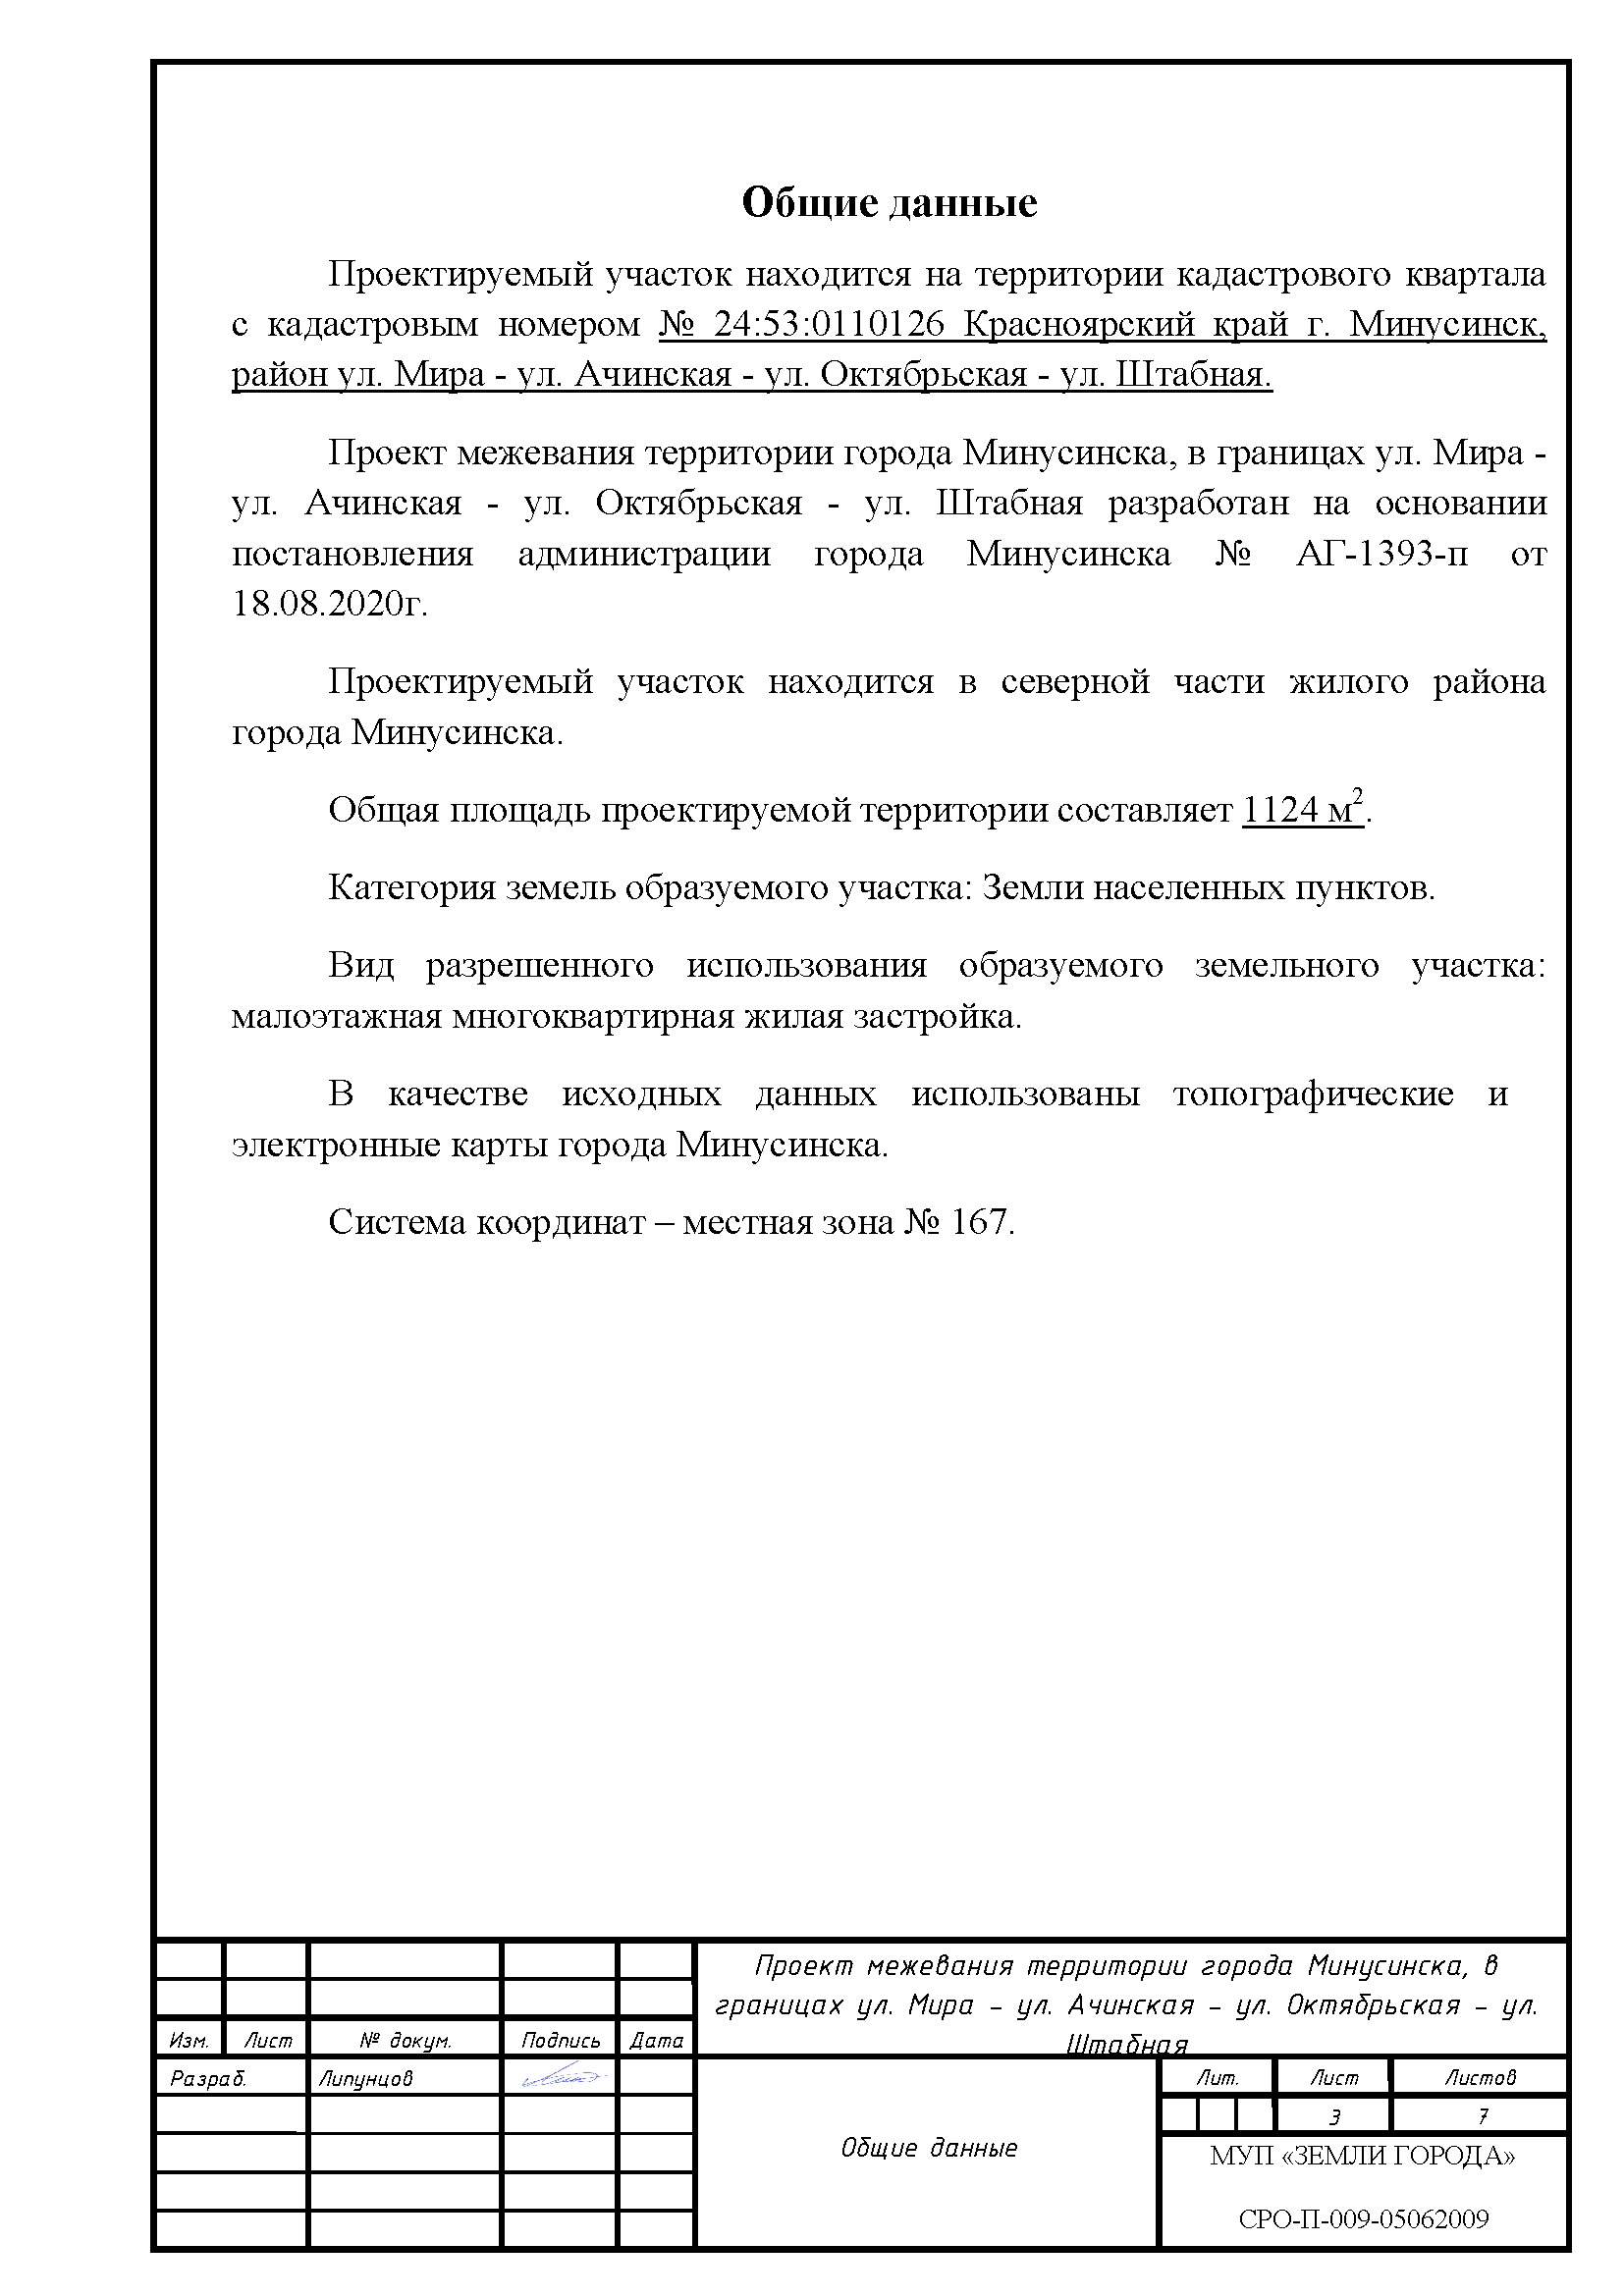 Общие данные
Проектируемый участок находится на территории кадастрового квартала
с кадастровым номером № 24:53:0110126 Красноярский край г. Минусинск,
район ул. Мира - ул. Ачинская - ул. Октябрьская - ул. Штабная.
Проект межевания территории города Минусинска, в границах ул. Мира -
ул. Ачинская - ул. Октябрьская - ул. Штабная разработан на основании
постановления администрации города Минусинска № АГ-1393-п от
18.08.2020г.
Проектируемый участок находится в северной части жилого района
города Минусинска.
Общая площадь проектируемой территории составляет 1124 м².
Категория земель образуемого участка: Земли населенных пунктов.
Вид разрешенного использования образуемого земельного участка:
малоэтажная многоквартирная жилая застройка.
В качестве исходных данных использованы топографические и
электронные карты города Минусинска.
Система координат – местная зона № 167.
Проект межевания территории города Минусинска, в
границах ул. Мира - ул. Ачинская - ул. Октябрьская - ул.
Штабная
Изм. Лист № докум. Подпись Дата
Разраб. Липунцов
Общие данные
Лит. Лист Листов
3 7
МУП «ЗЕМЛИ ГОРОДА»
СРО-П-009-05062009